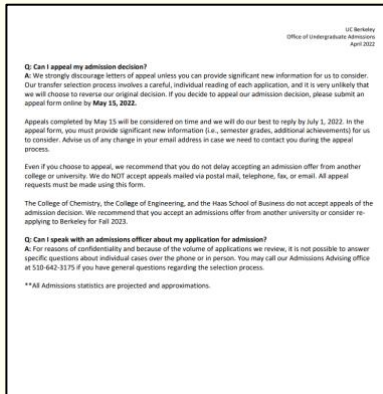 UC Berkeley
Office of Undergraduate Admissions
April 2022
Q: Can I appeal my admission decision?
A: We strongly discourage letters of appeal unless you can provide significant new information for us to consider.
Our transfer selection process involves a careful, individual reading of each application, and it is very unlikely that
we will choose to reverse our original decision. If you decide to appeal our admission decision, please submit an
appeal form online by May 15, 2022.
Appeals completed by May 15 will be considered on time and we will do our best to reply by July 1, 2022. In the
appeal form, you must provide significant new information (i.e., semester grades, additional achievements) for us
to consider. Advise us of any change in your email address in case we need to contact you during the appeal
process.
Even if you choose to appeal, we recommend that you do not delay accepting an admission offer from another
college or university. We do NOT accept appeals mailed via postal mail, telephone, fax, or email. All appeal
requests must be made using this form.
The College of Chemistry, the College of Engineering, and the Haas School of Business do not accept appeals of the
admission decision. We recommend that you accept an admissions offer from another university or consider re-
applying to Berkeley for Fall 2023.
Q: Can I speak with an admissions officer about my application for admission?
A: For reasons of confidentiality and because of the volume of applications we review, it is not possible to answer
specific questions about individual cases over the phone or in person. You may call our Admissions Advising office
at 510-642-3175 if you have general questions regarding the selection process.
**All Admissions statistics are projected and approximations.